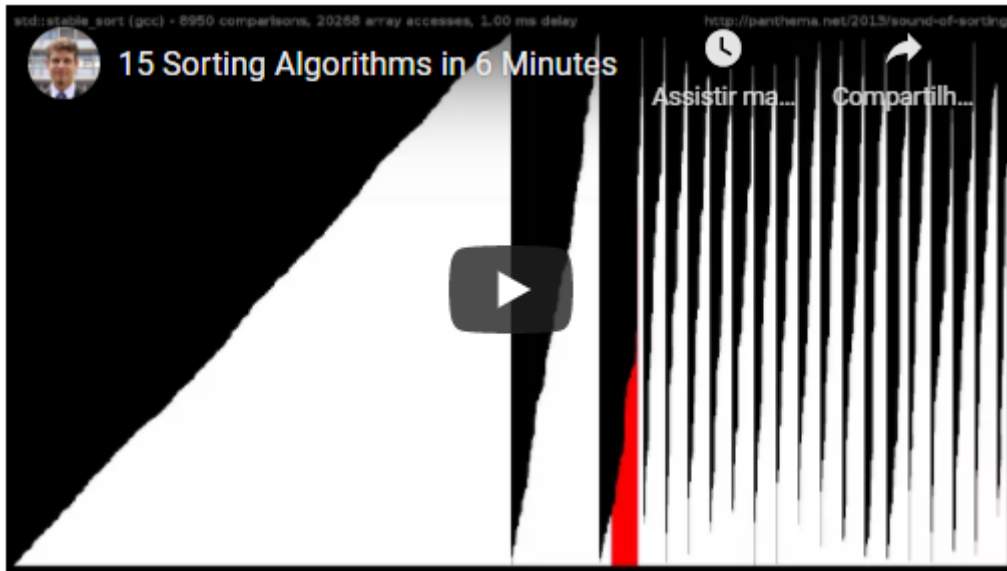 std::stable_sort (gcc) - 8950 comparisons, 20268 array accesses, 1.00 ms delay
http://panthema.net/2013/sound-of-sorting
15 Sorting Algorithms in 6 Minutes
Assistir ma...
Compartilh...